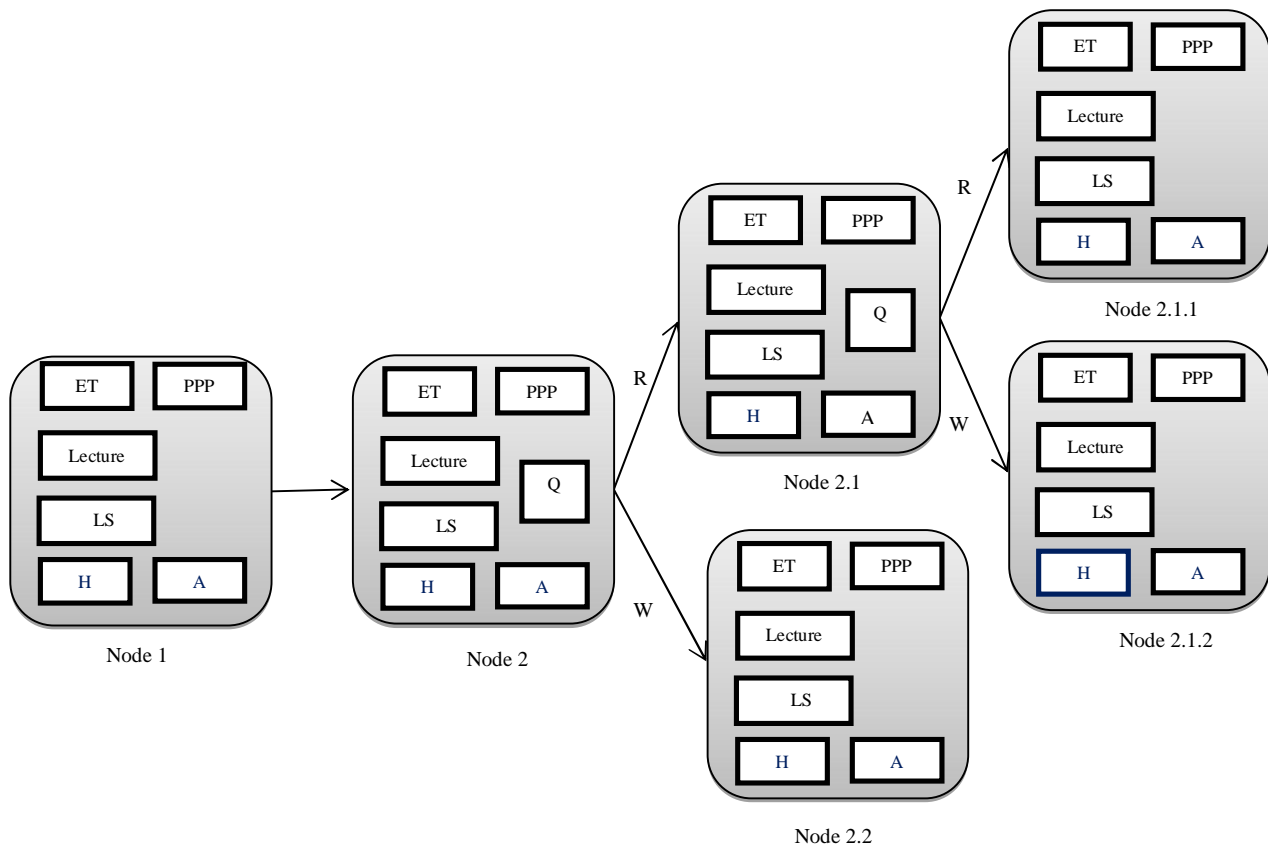 ET PPP
Lecture
LS
H A
Node 1
ET PPP
Lecture
Q
LS
H A
Node 2
R
W
ET PPP
Lecture
Q
LS
H A
Node 2.1
ET PPP
Lecture
LS
H A
Node 2.2
R
W
ET PPP
Lecture
LS
H A
Node 2.1.1
ET PPP
Lecture
LS
H A
Node 2.1.2